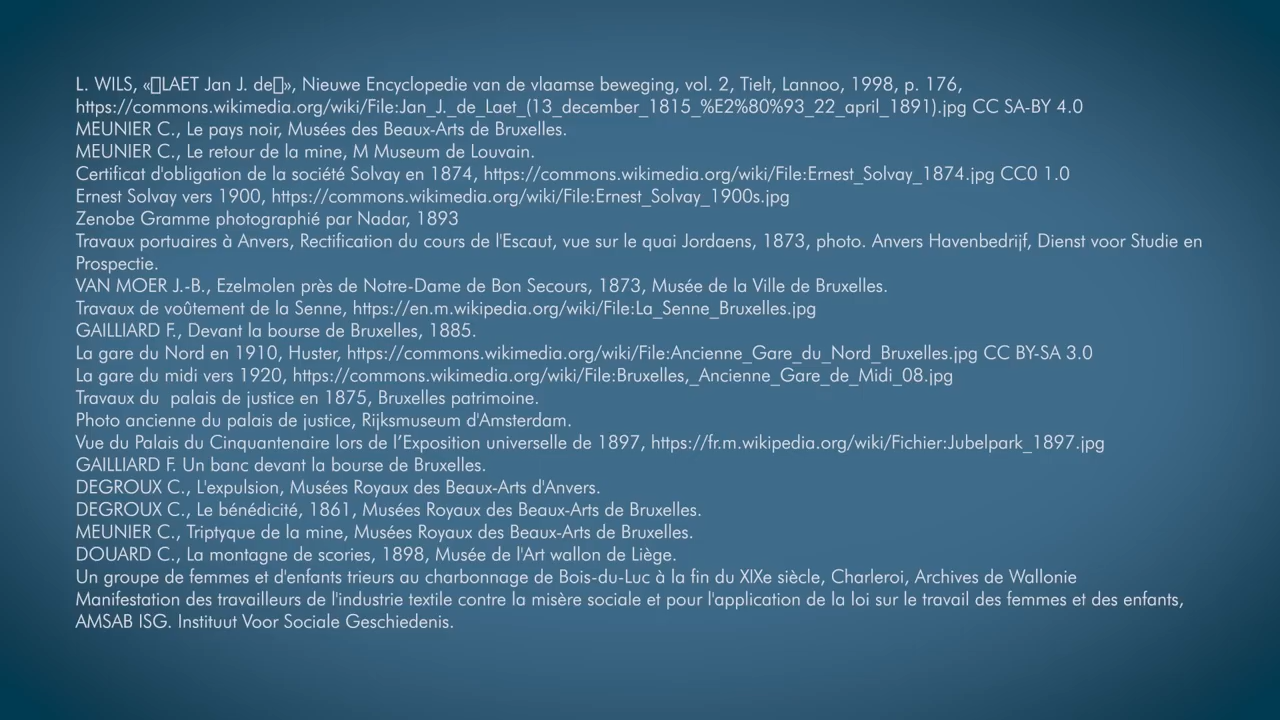 L. WILS, «▯LAET Jan J. de▯», Nieuwe Encyclopedie van de vlaamse beweging, vol. 2, Tielt, Lannoo, 1998, p. 176,
https://commons.wikimedia.org/wiki/File:Jan_J._de_Laet_(13_december_1815_%E2%80%93_22_april_1891).jpg CC SA-BY 4.0
MEUNIER C., Le pays noir, Musées des Beaux-Arts de Bruxelles.
MEUNIER C., Le retour de la mine, M Museum de Louvain.
Certificat d'obligation de la société Solvay en 1874, https://commons.wikimedia.org/wiki/File:Ernest_Solvay_1874.jpg CC0 1.0
Ernest Solvay vers 1900, https://commons.wikimedia.org/wiki/File:Ernest_Solvay_1900s.jpg
Zenobe Gramme photographié par Nadar, 1893
Travaux portuaires à Anvers, Rectification du cours de l'Escaut, vue sur le quai Jordaens, 1873, photo. Anvers Havenbedrijf, Dienst voor Studie en
Prospectie.
VAN MOER J.-B., Ezelmolen près de Notre-Dame de Bon Secours, 1873, Musée de la Ville de Bruxelles.
Travaux de voûtement de la Senne, https://en.m.wikipedia.org/wiki/File:La_Senne_Bruxelles.jpg
GAILLIARD F., Devant la bourse de Bruxelles, 1885.
La gare du Nord en 1910, Huster, https://commons.wikimedia.org/wiki/File:Ancienne_Gare_du_Nord_Bruxelles.jpg CC BY-SA 3.0
La gare du midi vers 1920, https://commons.wikimedia.org/wiki/File:Bruxelles,_Ancienne_Gare_de_Midi_08.jpg
Travaux du  palais de justice en 1875, Bruxelles patrimoine.
Photo ancienne du palais de justice, Rijksmuseum d'Amsterdam.
Vue du Palais du Cinquantenaire lors de l’Exposition universelle de 1897, https://fr.m.wikipedia.org/wiki/Fichier:Jubelpark_1897.jpg
GAILLIARD F. Un banc devant la bourse de Bruxelles.
DEGROUX C., L'expulsion, Musées Royaux des Beaux-Arts d'Anvers.
DEGROUX C., Le bénédicité, 1861, Musées Royaux des Beaux-Arts de Bruxelles.
MEUNIER C., Triptyque de la mine, Musées Royaux des Beaux-Arts de Bruxelles.
DOUARD C., La montagne de scories, 1898, Musée de l'Art wallon de Liège.
Un groupe de femmes et d'enfants trieurs au charbonnage de Bois-du-Luc à la fin du XIXe siècle, Charleroi, Archives de Wallonie
Manifestation des travailleurs de l'industrie textile contre la misère sociale et pour l'application de la loi sur le travail des femmes et des enfants,
AMSAB ISG. Instituut Voor Sociale Geschiedenis.